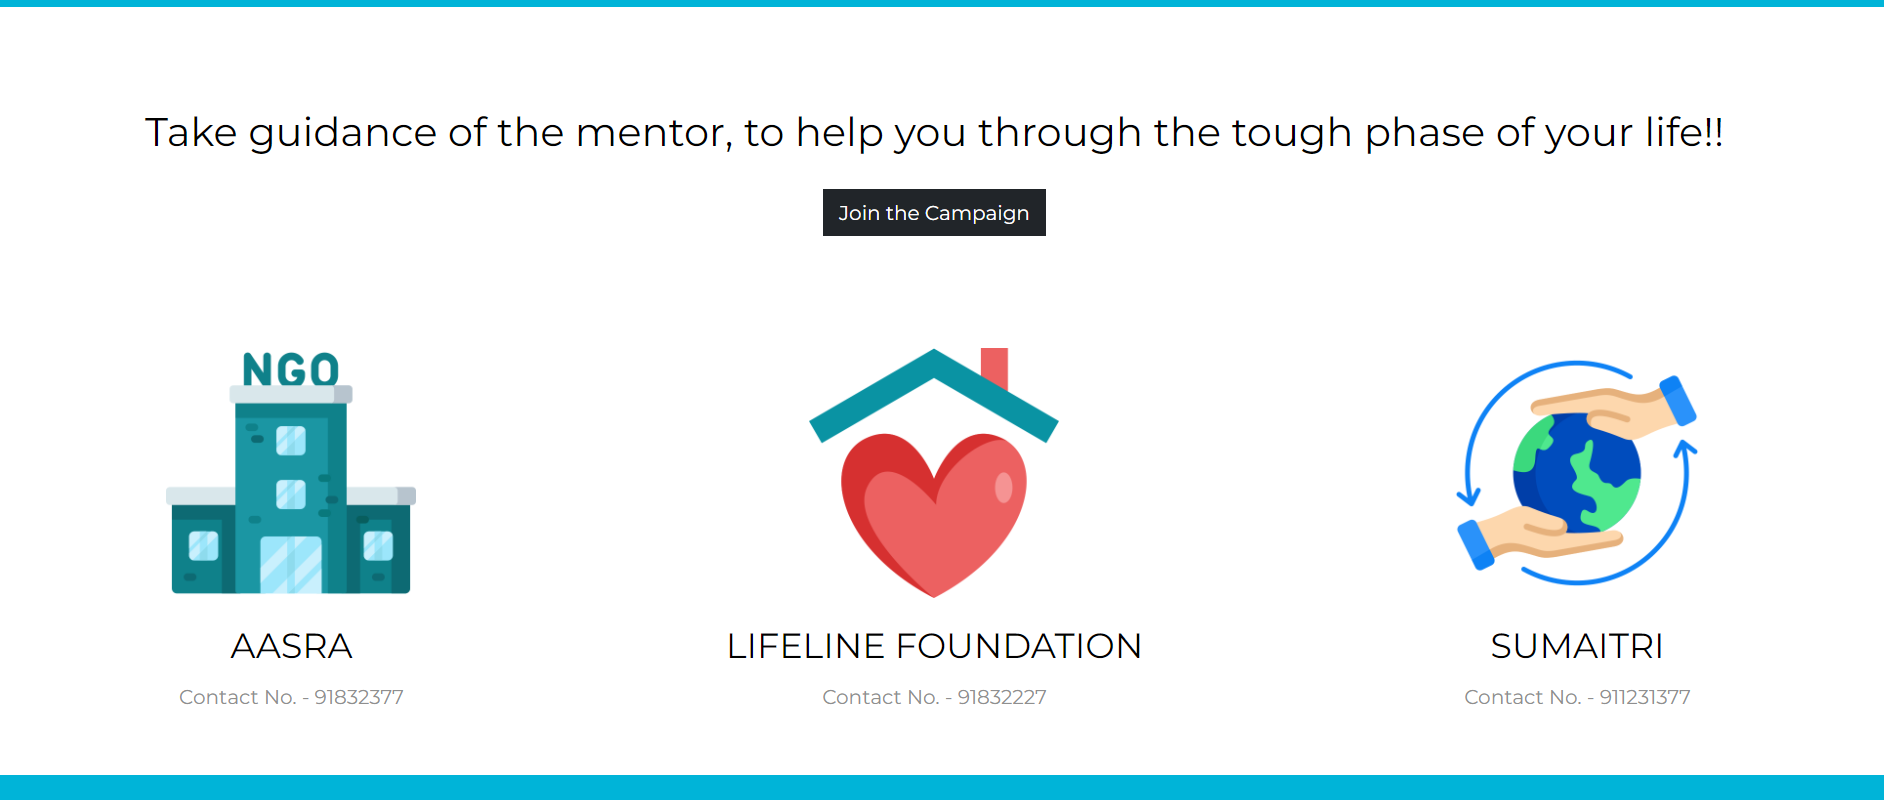 Take guidance of the mentor, to help you through the tough phase of your life!!
Join the Campaign
NGO
AASRA
Contact No. - 91832377
LIFELINE FOUNDATION
Contact No. - 91832227
SUMAITRI
Contact No. - 911231377